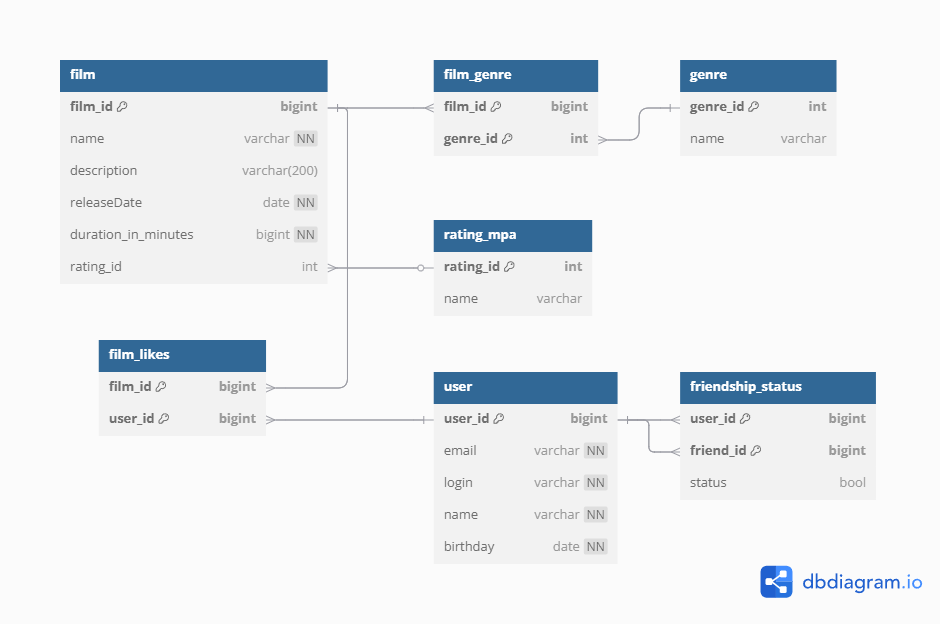 film
film_id bigint
name varchar NN
description varchar(200)
releaseDate date NN
duration_in_minutes bigint NN
rating_id int
film_genre
film_id bigint
genre_id int
genre
genre_id int
name varchar
rating_mpa
rating_id int
name varchar
film_likes
film_id bigint
user_id bigint
user
user_id bigint
email varchar NN
login varchar NN
name varchar NN
birthday date NN
friendship_status
user_id bigint
friend_id bigint
status bool
dbdiagram.io